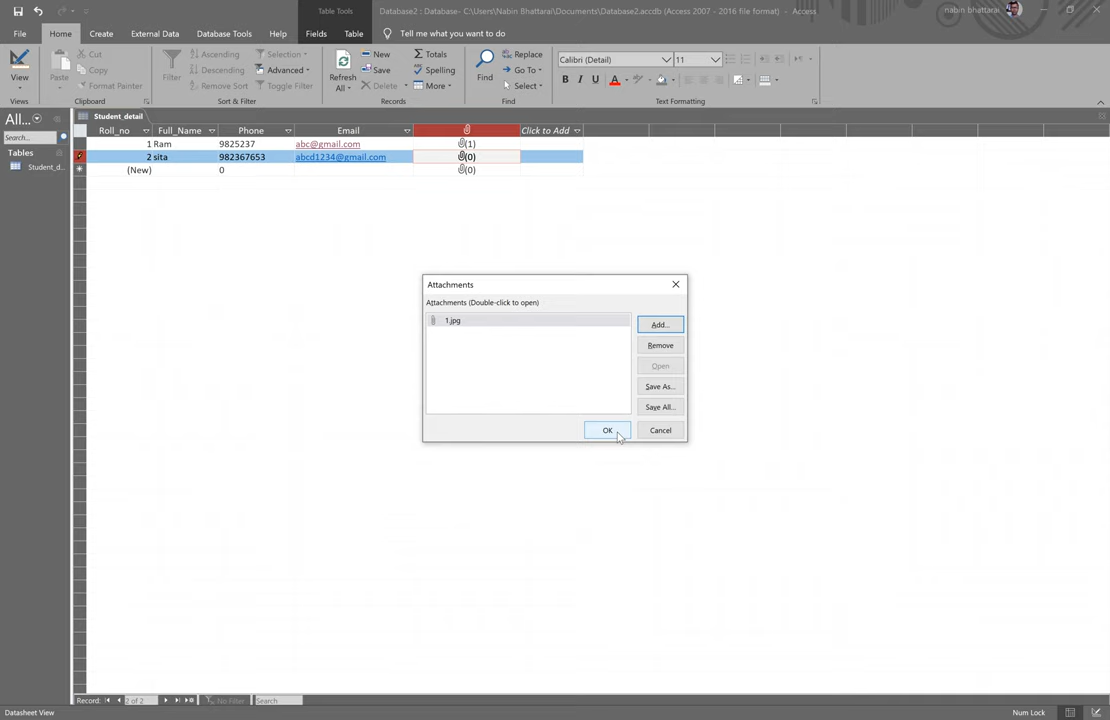 Table Tools
Database2 : Database- C:\Users\Nabin Bhattarai\Documents\Database2.accdb (Access 2007 - 2016 file format) - Access
nabin bhattarai
File Home Create External Data Database Tools Help Fields Table Tell me what you want to do
View
Views
Paste
Cut
Copy
Format Painter
Clipboard
Filter
Ascending
Descending
Remove Sort
Selection
Advanced
Toggle Filter
Sort & Filter
Refresh
All
New
Save
Delete
Totals
Spelling
More
Records
Find
Replace
Go To
Select
Find
Calibri (Detail) 11
B I U A
Text Formatting
All...
Search...
Tables
Student_d...
Student_detail
Roll_no Full_Name Phone Email Click to Add
1 Ram 9825237 abc@gmail.com (1)
2 sita 982367653 abcd1234@gmail.com (0)
(New) 0 (0)
Attachments
Attachments (Double-click to open)
1.jpg
Add...
Remove
Open
Save As...
Save All...
OK Cancel
Record: 2 of 2 No Filter Search
Datasheet View Num Lock